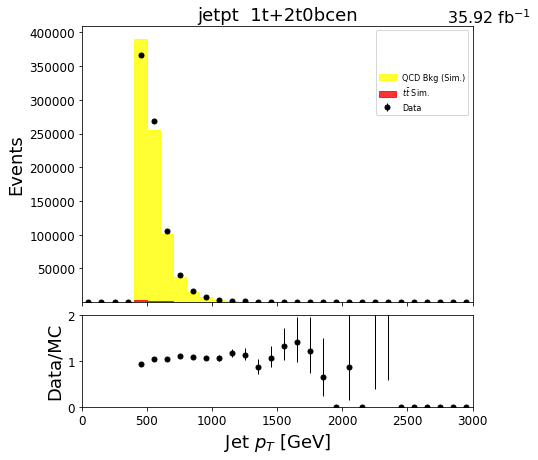 jetpt 1t+2t0bcen
35.92 fb⁻¹
400000
350000
300000
250000
200000
150000
100000
50000
Events
QCD Bkg (Sim.)
tt̄ Sim.
Data
2
1
0
Data/MC
0 500 1000 1500 2000 2500 3000
Jet p_T [GeV]